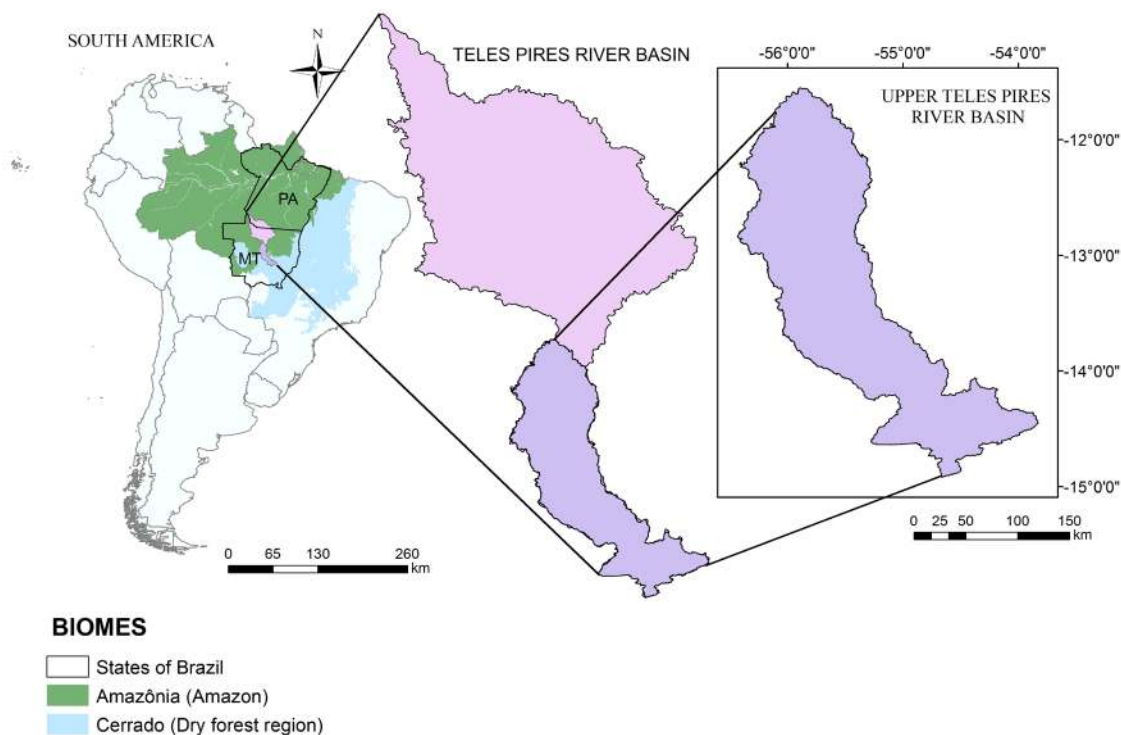 SOUTH AMERICA
N
TELES PIRES RIVER BASIN
-56°0'0"
-55°0'0"
-54°0'0"
UPPER TELES PIRES
RIVER BASIN
-12°0'0"
-13°0'0"
-14°0'0"
-15°0'0"
PA
MT
0 65 130 260
km
0 25 50 100 150
km
BIOMES
States of Brazil
Amazônia (Amazon)
Cerrado (Dry forest region)